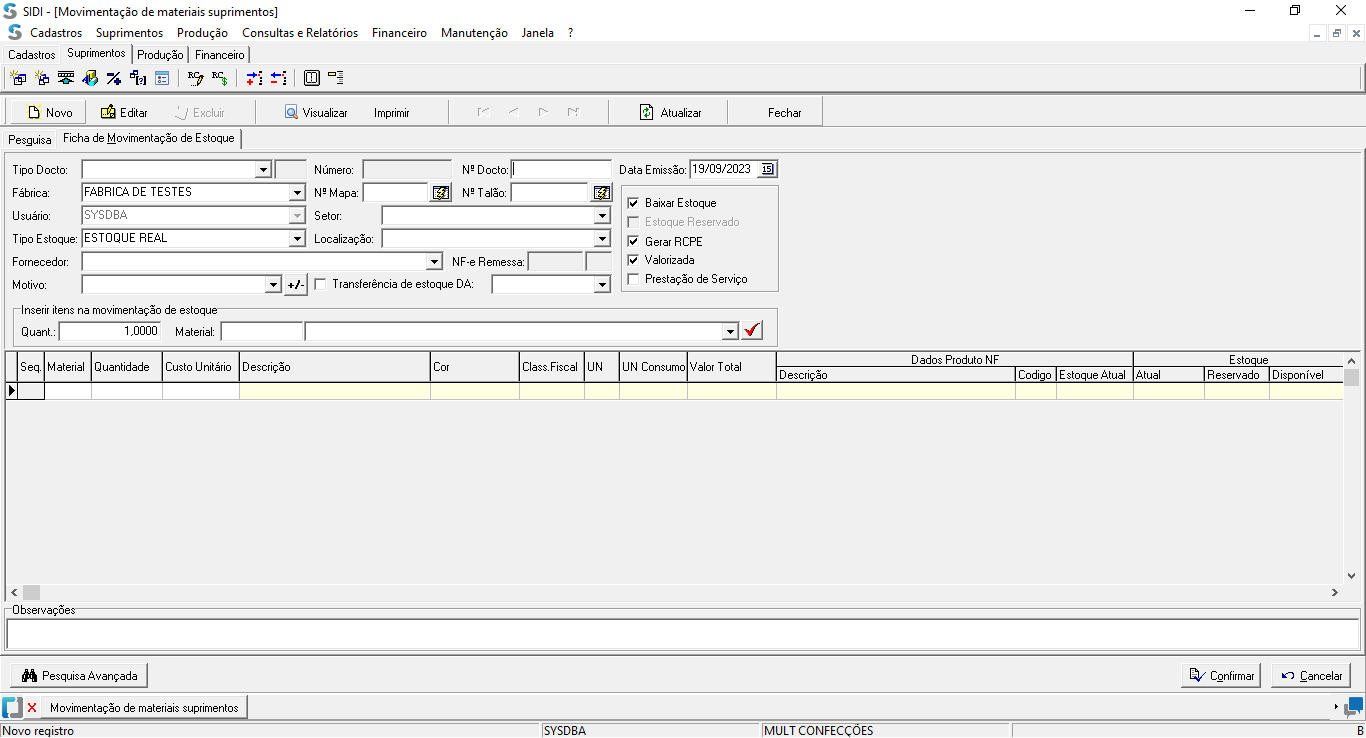 SIDI - [Movimentação de materiais suprimentos]
Cadastros Suprimentos Produção Consultas e Relatórios Financeiro Manutenção Janela ?
Cadastros Suprimentos Produção Financeiro
Novo Editar Excluir Visualizar Imprimir Atualizar Fechar
Pesquisa Ficha de Movimentação de Estoque
Tipo Docto: Número: Nº Docto: Data Emissão: 19/09/2023 15
Fábrica: FABRICA DE TESTES Nº Mapa: Nº Talão:
Baixar Estoque
Usuário: SYSDBA Setor:
Estoque Reservado
Tipo Estoque: ESTOQUE REAL Localização:
Gerar RCPE
Fornecedor: NF-e Remessa:
Valorizada
Motivo: +/- Transferência de estoque DA:
Prestação de Serviço
Inserir itens na movimentação de estoque
Quant.: 1,0000 Material:
Seq. Material Quantidade Custo Unitário Descrição Cor Class.Fiscal UN UN Consumo Valor Total Dados Produto NF Estoque
Descrição Codigo Estoque Atual Atual Reservado Disponível
Observações
Pesquisa Avançada Confirmar Cancelar
Movimentação de materiais suprimentos
Novo registro SYSDBA MULT CONFECÇÕES B